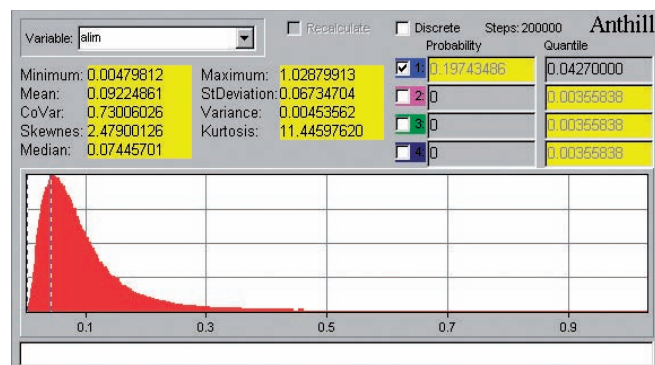 Variable: alim
Recalculate
Discrete Steps: 200000 Anthill
Probability Quantile
1: 0.19743486 0.04270000
2: 0 0.00355838
3: 0 0.00355838
4: 0 0.00355838
Minimum: 0.00479812 Maximum: 1.02879913
Mean: 0.09224861 StDeviation: 0.06734704
CoVar: 0.73006026 Variance: 0.00453562
Skewnes: 2.47900126 Kurtosis: 11.44597620
Median: 0.07445701
0.1 0.3 0.5 0.7 0.9